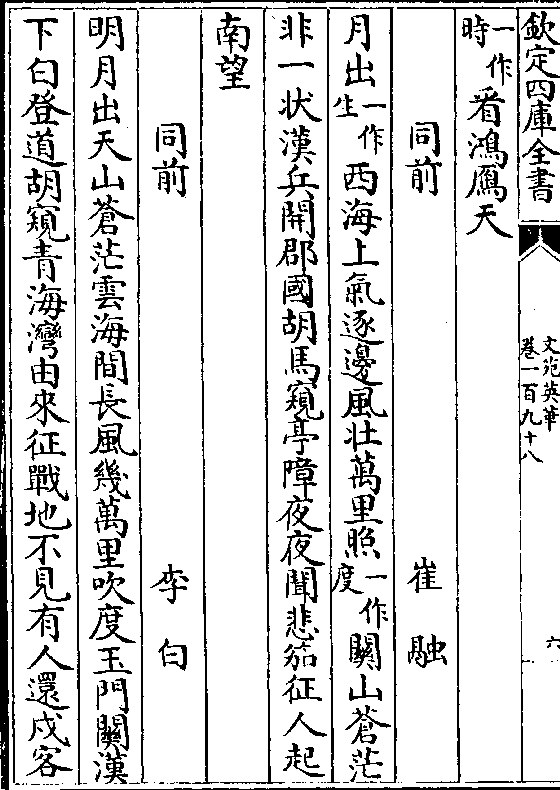 欽定四庫全書
文苑英華
卷一百九十八
六
一作
時
看鴻鴈天
同前
崔融
月出一作
生西海上氣逐邊風壯萬里照一作
度關山蒼茫
非一狀漢兵開郡國胡馬窺亭障夜夜聞悲笳征人起
南望
同前
李白
明月出天山蒼茫雲海間長風幾萬里吹度玉門關漢
下白登道胡窺青海灣由來征戰地不見有人還戍客